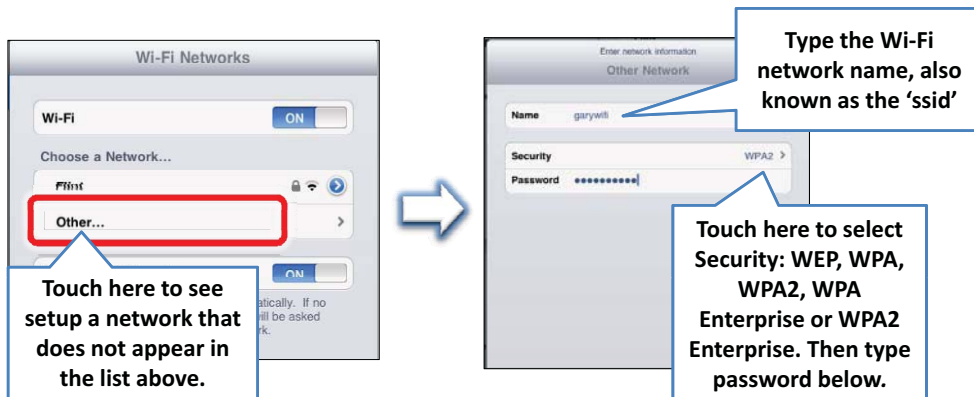 Wi-Fi Networks
Wi-Fi
ON
Choose a Network...
Flint
Other...
ON
atically. If no
ill be asked
rk.
Touch here to see
setup a network that
does not appear in
the list above.
Enter network information
Other Network
Name garywifi
Security WPA2
Password
Type the Wi-Fi
network name, also
known as the ‘ssid’
Touch here to select
Security: WEP, WPA,
WPA2, WPA
Enterprise or WPA2
Enterprise. Then type
password below.